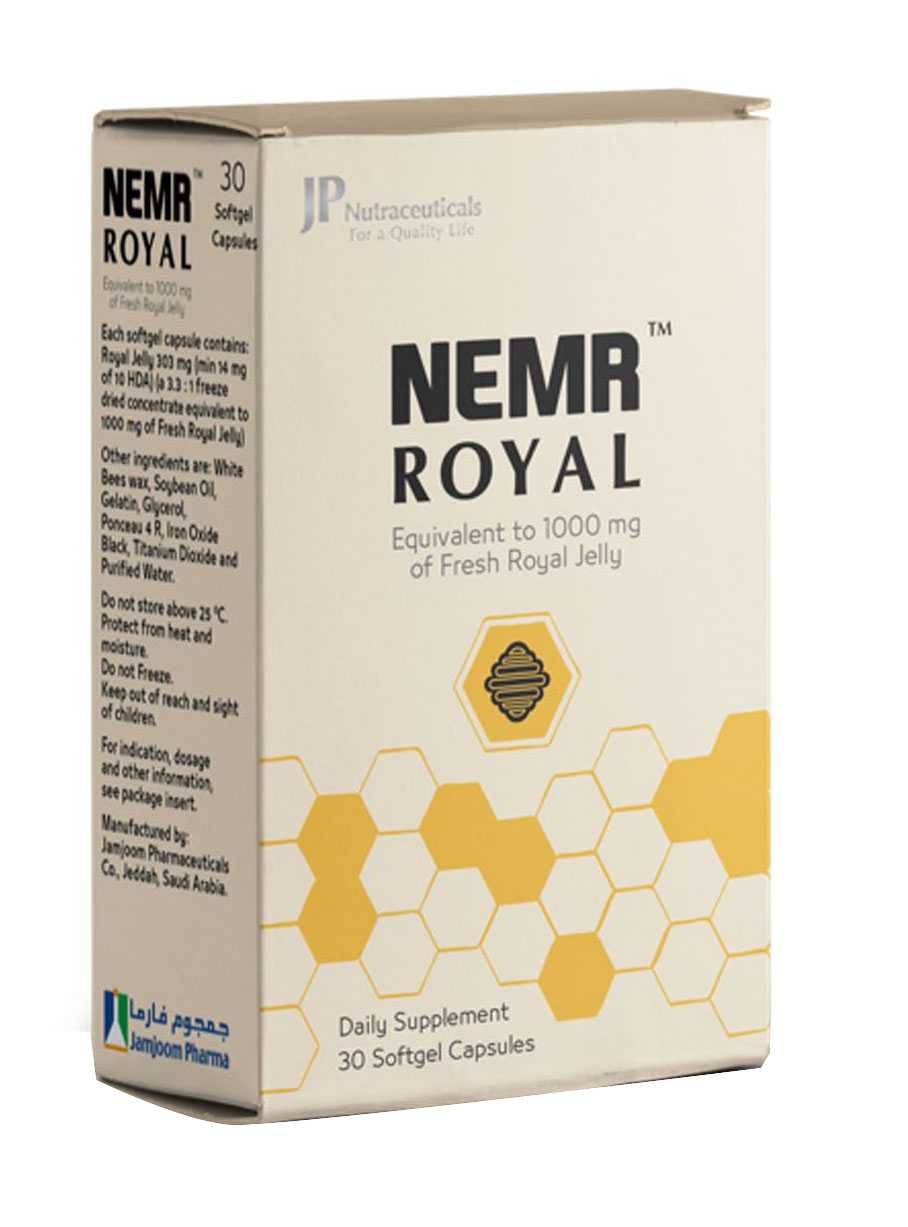 NEMR™
ROYAL
30
Softgel
Capsules
Equivalent to 1000 mg
of Fresh Royal Jelly
Each softgel capsule contains:
Royal Jelly 303 mg (min 14 mg
of 10 HDA) (a 3.3 : 1 freeze
dried concentrate equivalent to
1000 mg of Fresh Royal Jelly)
Other ingredients are: White
Bees wax, Soybean Oil,
Gelatin, Glycerol,
Ponceau 4 R, Iron Oxide
Black, Titanium Dioxide and
Purified Water.
Do not store above 25 °C.
Protect from heat and
moisture.
Do not Freeze.
Keep out of reach and sight
of children.
For indication, dosage
and other information,
see package insert.
Manufactured by:
Jamjoom Pharmaceuticals
Co., Jeddah, Saudi Arabia.
جمجوم فارما
Jamjoom Pharma
JP Nutraceuticals
For a Quality Life
NEMR™
ROYAL
Equivalent to 1000 mg
of Fresh Royal Jelly
Daily Supplement
30 Softgel Capsules